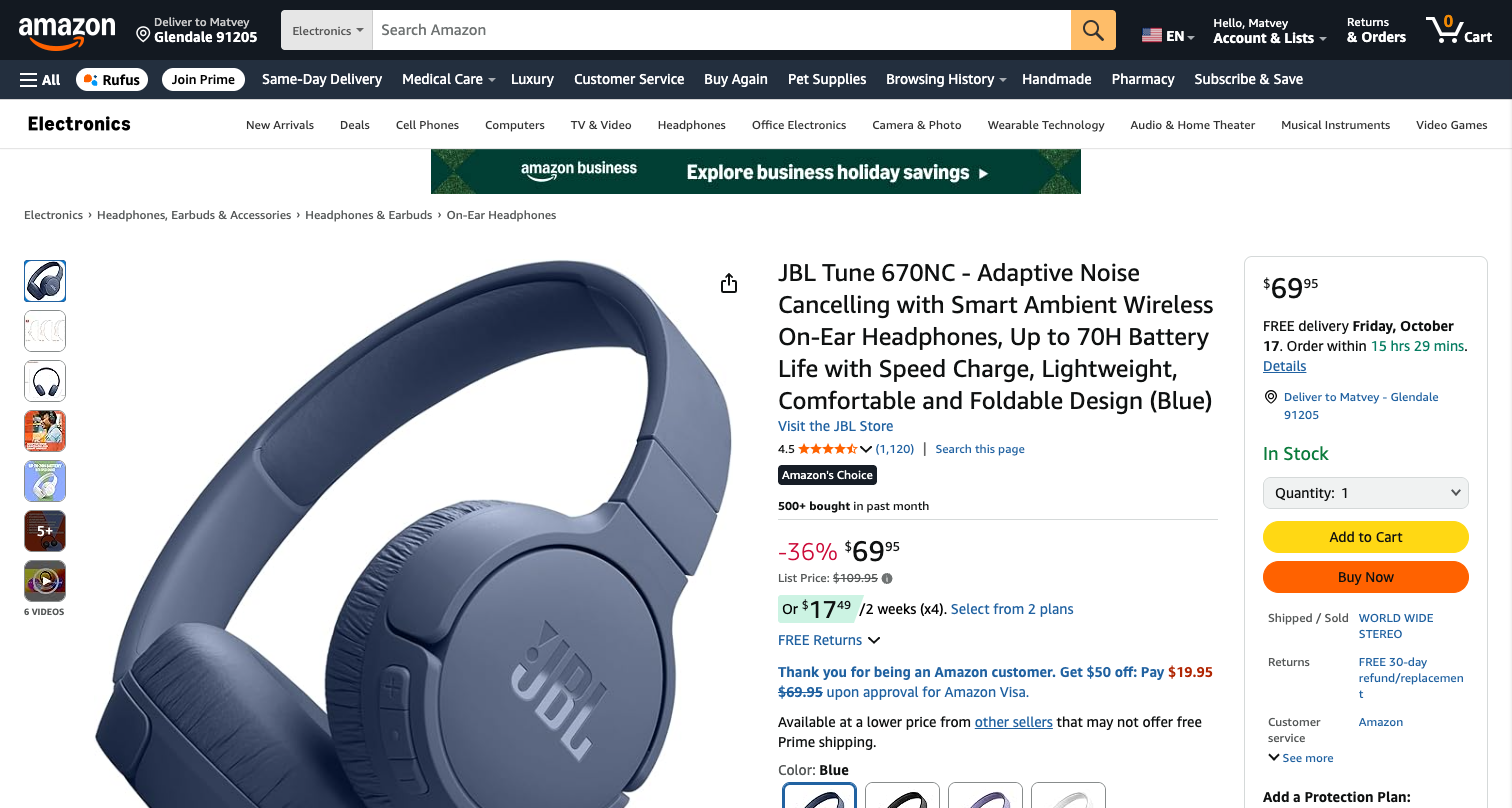 amazon
Deliver to Matvey
Glendale 91205
Electronics
Search Amazon
EN
Hello, Matvey
Account & Lists
Returns
& Orders
0
Cart
All
Rufus
Join Prime
Same-Day Delivery
Medical Care
Luxury
Customer Service
Buy Again
Pet Supplies
Browsing History
Handmade
Pharmacy
Subscribe & Save
Electronics
New Arrivals
Deals
Cell Phones
Computers
TV & Video
Headphones
Office Electronics
Camera & Photo
Wearable Technology
Audio & Home Theater
Musical Instruments
Video Games
amazon business
Explore business holiday savings ▸
Electronics › Headphones, Earbuds & Accessories › Headphones & Earbuds › On-Ear Headphones
5+
6 VIDEOS
JBL
JBL Tune 670NC - Adaptive Noise
Cancelling with Smart Ambient Wireless
On-Ear Headphones, Up to 70H Battery
Life with Speed Charge, Lightweight,
Comfortable and Foldable Design (Blue)
Visit the JBL Store
4.5 (1,120) | Search this page
Amazon's Choice
500+ bought in past month
-36% $69 95
List Price: $109.95
Or $17 49 /2 weeks (x4). Select from 2 plans
FREE Returns
Thank you for being an Amazon customer. Get $50 off: Pay $19.95
$69.95 upon approval for Amazon Visa.
Available at a lower price from other sellers that may not offer free
Prime shipping.
Color: Blue
$69 95
FREE delivery Friday, October
17. Order within 15 hrs 29 mins.
Details
Deliver to Matvey - Glendale
91205
In Stock
Quantity: 1
Add to Cart
Buy Now
Shipped / Sold
WORLD WIDE
STEREO
Returns
FREE 30-day
refund/replacemen
t
Customer
service
Amazon
See more
Add a Protection Plan: